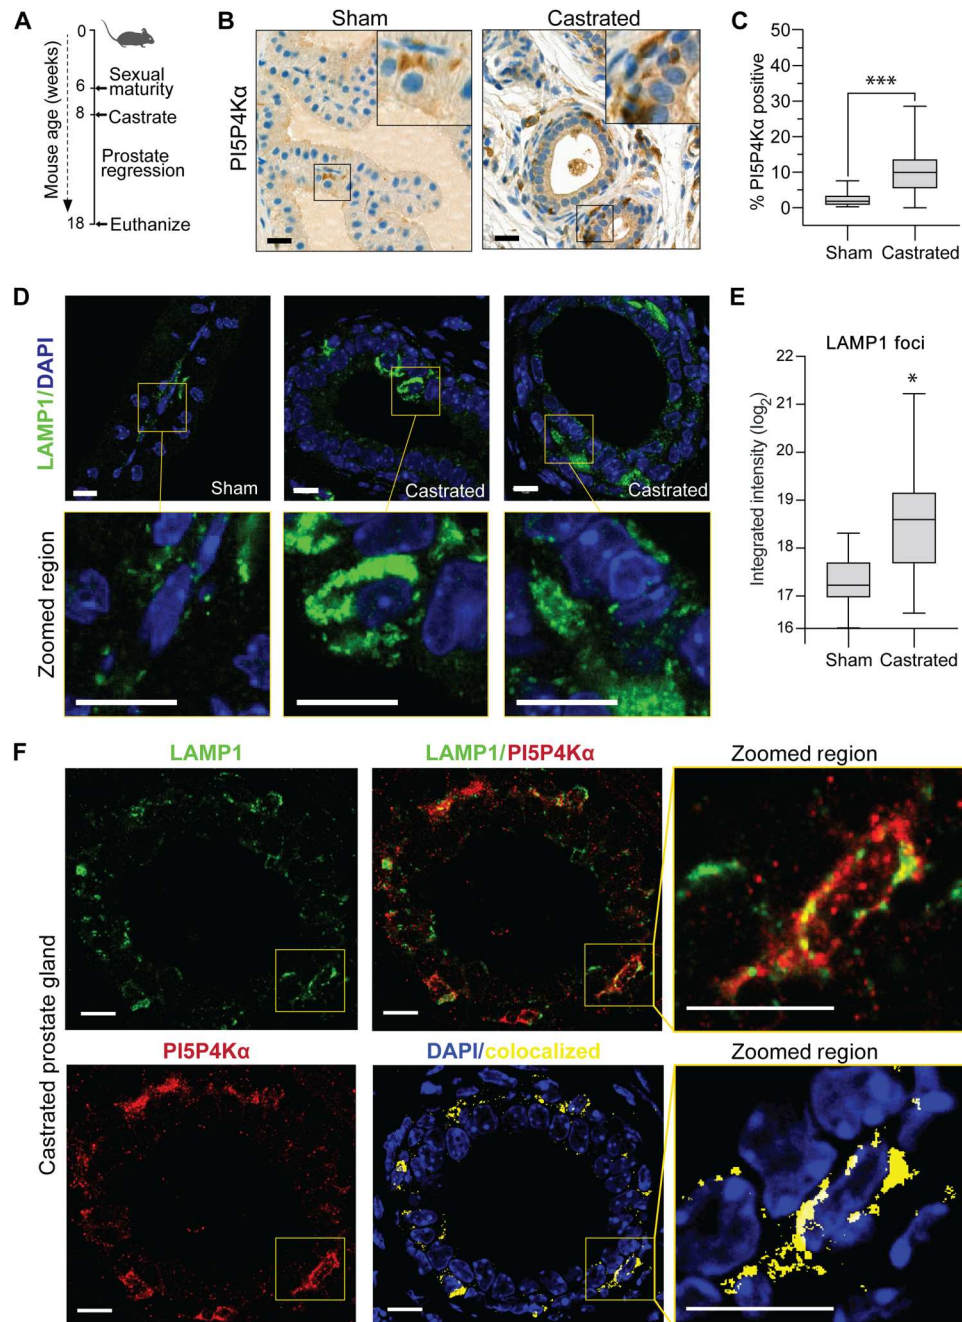 A
Mouse age (weeks)
0
6
Sexual
maturity
8
Castrate
Prostate
regression
18
Euthanize
B
Sham
Castrated
PI5P4Kα
C
% PI5P4Kα positive
50
40
30
20
10
0
***
Sham
Castrated
D
LAMP1/DAPI
Sham
Castrated
Castrated
Zoomed region
E
LAMP1 foci
Integrated intensity (log2)
22
21
19
18
17
16
*
Sham
Castrated
F
Castrated prostate gland
LAMP1
LAMP1/PI5P4Kα
Zoomed region
PI5P4Kα
DAPI/colocalized
Zoomed region